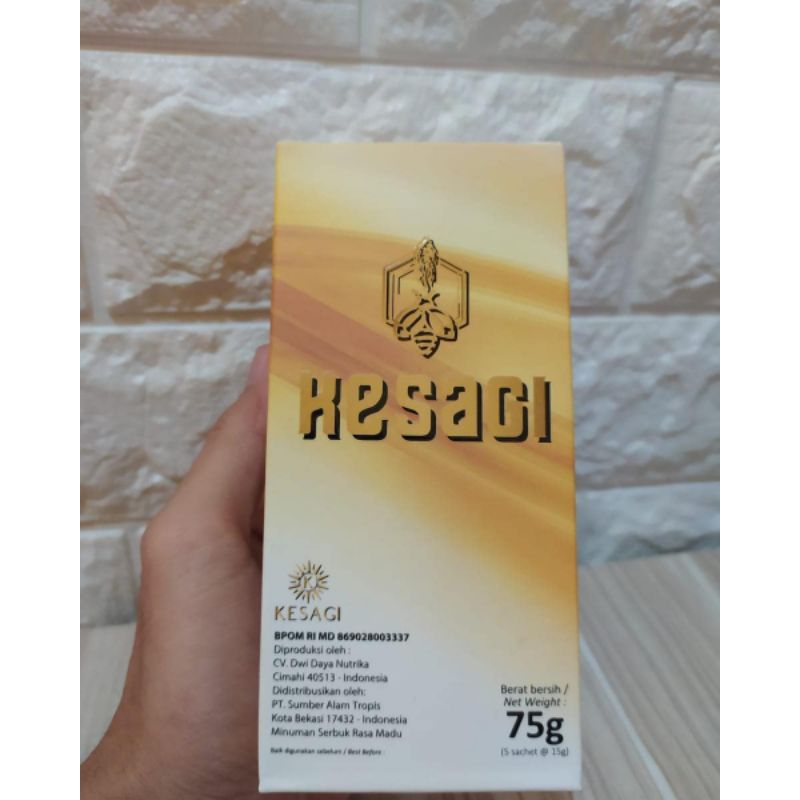 Kesagi
K
KESAGI
BPOM RI MD 869028003337
Diproduksi oleh :
CV. Dwi Daya Nutrika
Cimahi 40513 - Indonesia
Didistribusikan oleh:
PT. Sumber Alam Tropis
Kota Bekasi 17432 - Indonesia
Minuman Serbuk Rasa Madu
Baik digunakan sebelum / Best Before :
Berat bersih /
Net Weight :
75g
(5 sachet @ 15g)